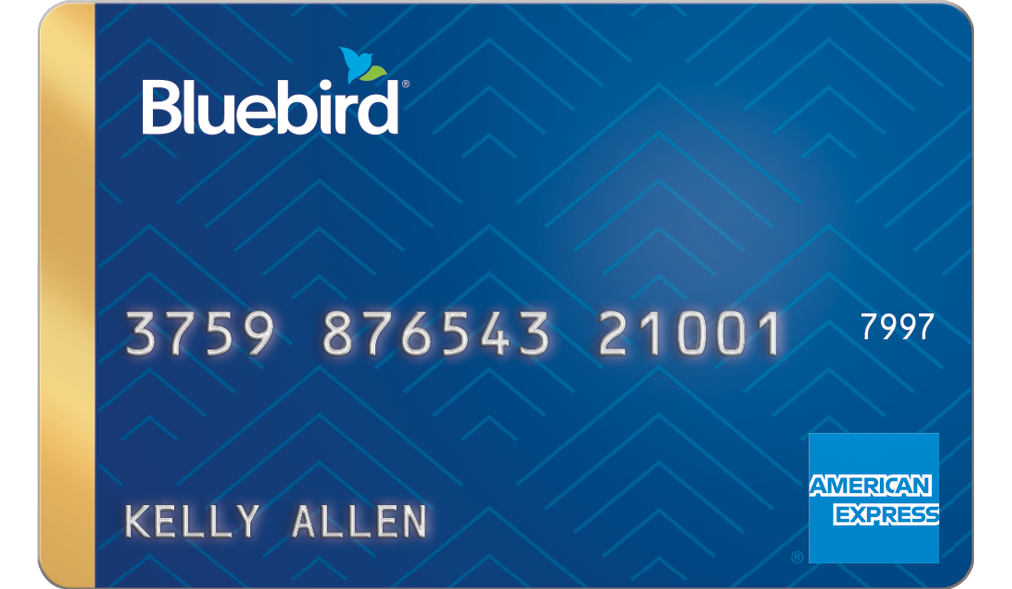 Bluebird®
3759 876543 21001 7997
KELLY ALLEN
AMERICAN
EXPRESS
®